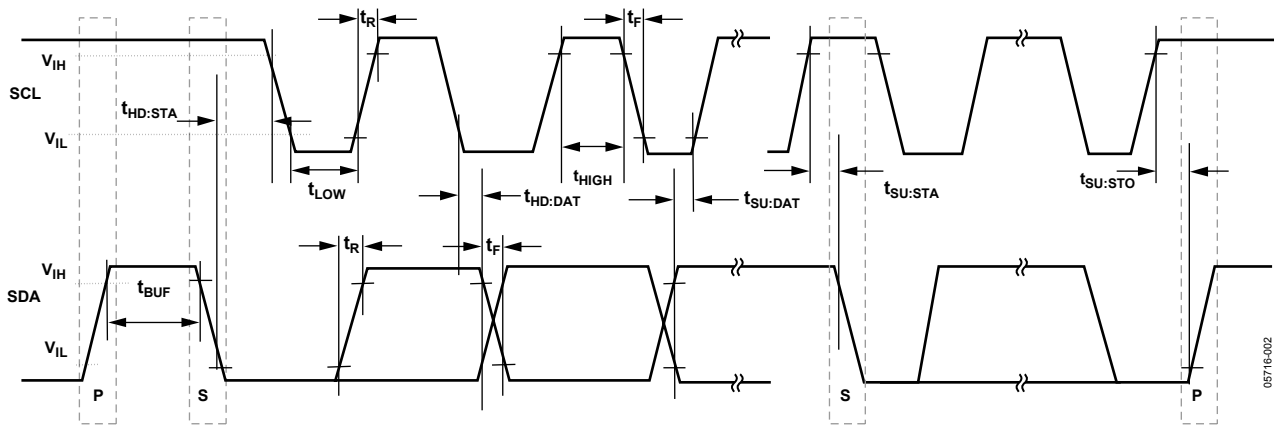 tR
tF
VIH
SCL
tHD:STA
VIL
tLOW
tHIGH
tHD:DAT
tSU:DAT
tSU:STA
tSU:STO
tR
tF
VIH
SDA
tBUF
VIL
P
S
S
P
05716-002